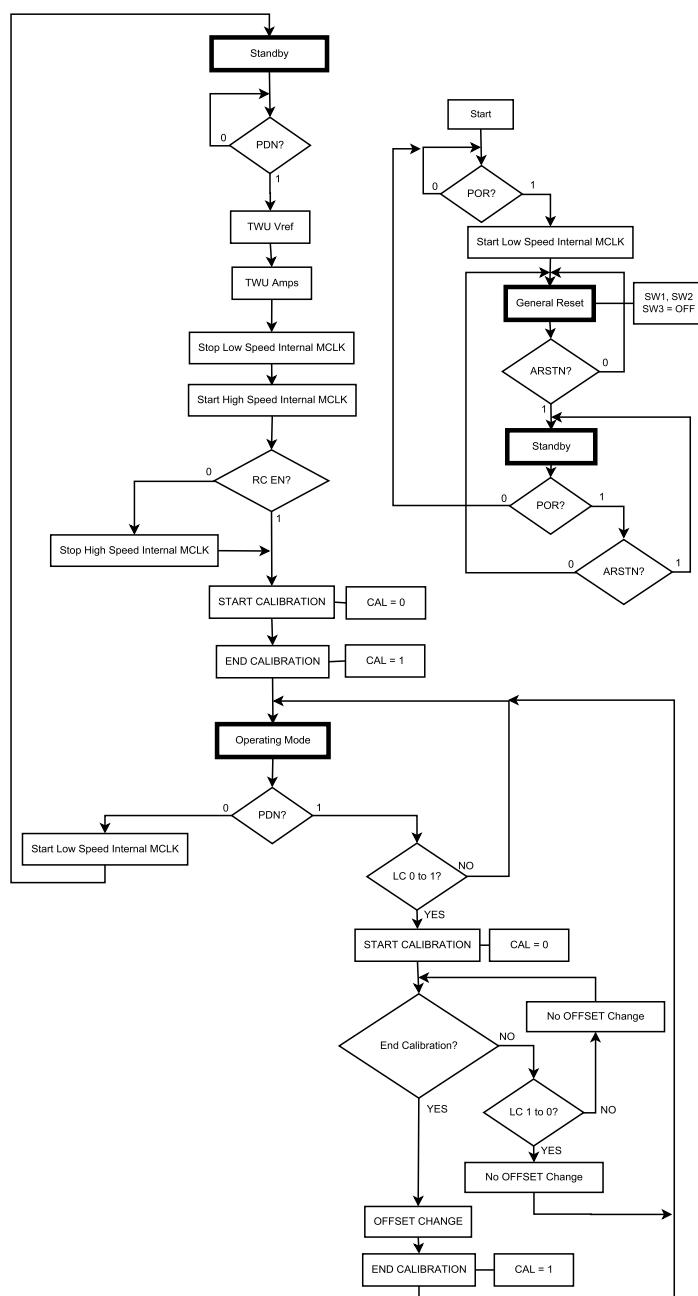 Standby
PDN?
0
1
TWU Vref
TWU Amps
Stop Low Speed Internal MCLK
Start High Speed Internal MCLK
RC EN?
0
1
Stop High Speed Internal MCLK
START CALIBRATION
CAL = 0
END CALIBRATION
CAL = 1
Operating Mode
PDN?
0
1
Start Low Speed Internal MCLK
LC 0 to 1?
NO
YES
START CALIBRATION
CAL = 0
End Calibration?
NO
YES
No OFFSET Change
LC 1 to 0?
NO
YES
No OFFSET Change
OFFSET CHANGE
END CALIBRATION
CAL = 1
Start
POR?
0
1
Start Low Speed Internal MCLK
General Reset
SW1, SW2
SW3 = OFF
ARSTN?
0
1
Standby
POR?
0
1
ARSTN?
0
1